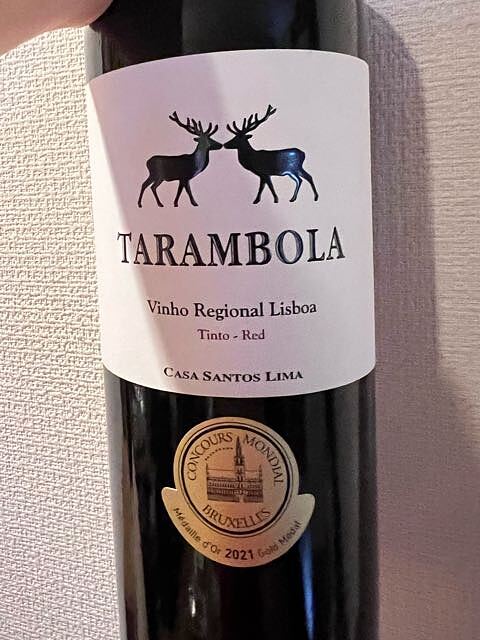 TARAMBOLA
Vinho Regional Lisboa
Tinto - Red
CASA SANTOS LIMA
CONCOURS MONDIAL
BRUXELLES
Médaille d'Or 2021 Gold Medal